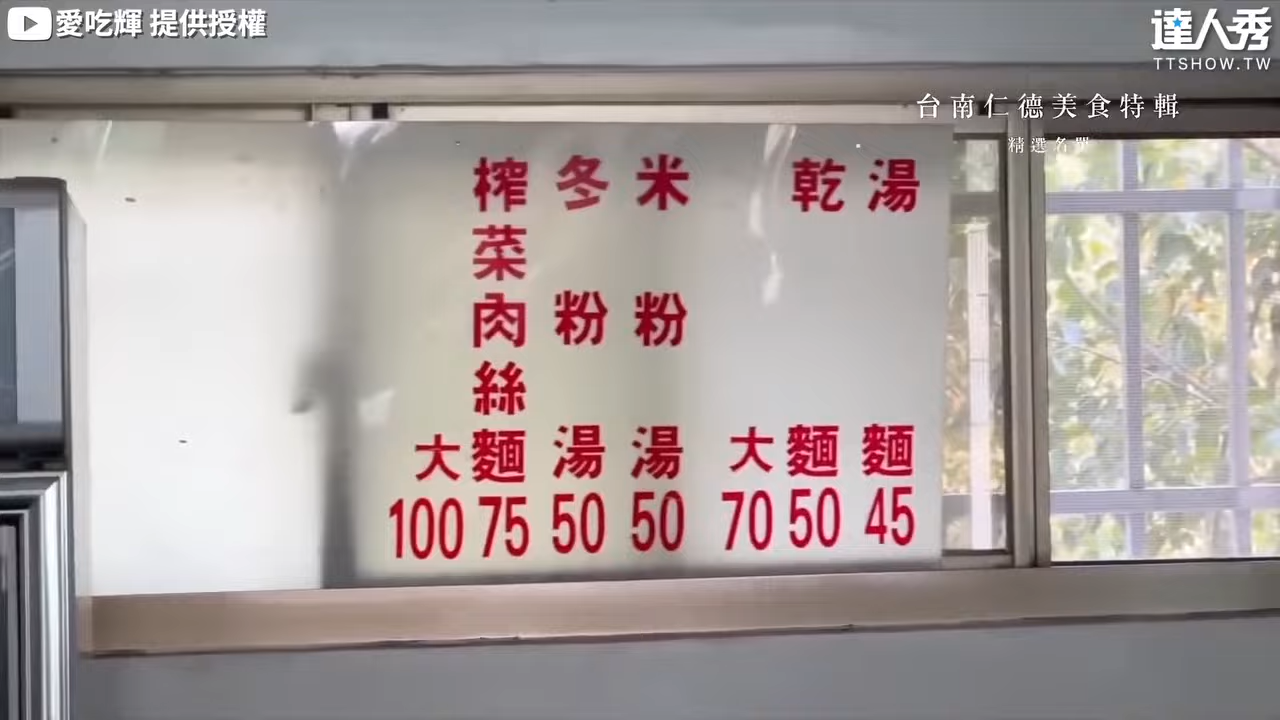 愛吃輝 提供授權
達人秀
TTSHOW.TW
台南仁德美食特輯
精選名單
湯麵 45
乾麵 50
大 70
米粉湯 50
冬粉湯 50
榨菜肉絲麵 75
大 100